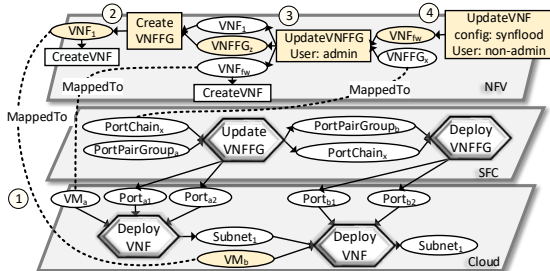 2
3
4
VNF1
Create
VNFFG
VNF1
VNFFGz
VNFfw
UpdateVNFFG
User: admin
VNFfw
VNFFGx
UpdateVNF
config: synflood
User: non-admin
CreateVNF
CreateVNF
NFV
MappedTo
MappedTo
MappedTo
PortChainx
PortPairGroupa
Update
VNFFG
PortPairGroupb
PortChainx
Deploy
VNFFG
SFC
1
VMa
Porta1
Porta2
Portb1
Portb2
Deploy
VNF
Subnet1
VMb
Deploy
VNF
Subnet1
Cloud